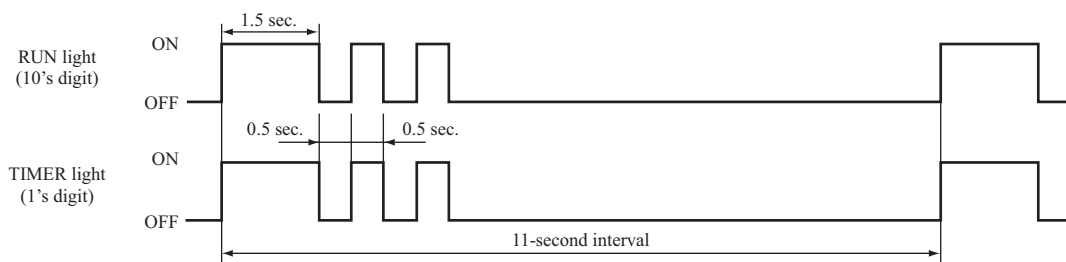 1.5 sec.
ON
RUN light
(10’s digit)
OFF
0.5 sec.
0.5 sec.
ON
TIMER light
(1’s digit)
OFF
11-second interval